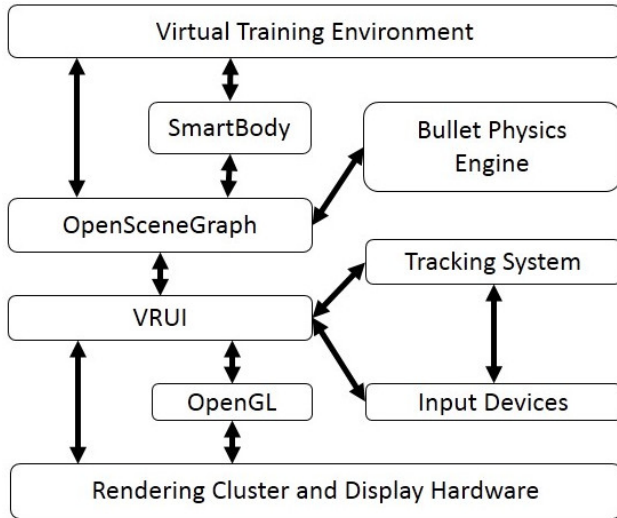 Virtual Training Environment
SmartBody
Bullet Physics
Engine
OpenSceneGraph
Tracking System
VRUI
OpenGL
Input Devices
Rendering Cluster and Display Hardware